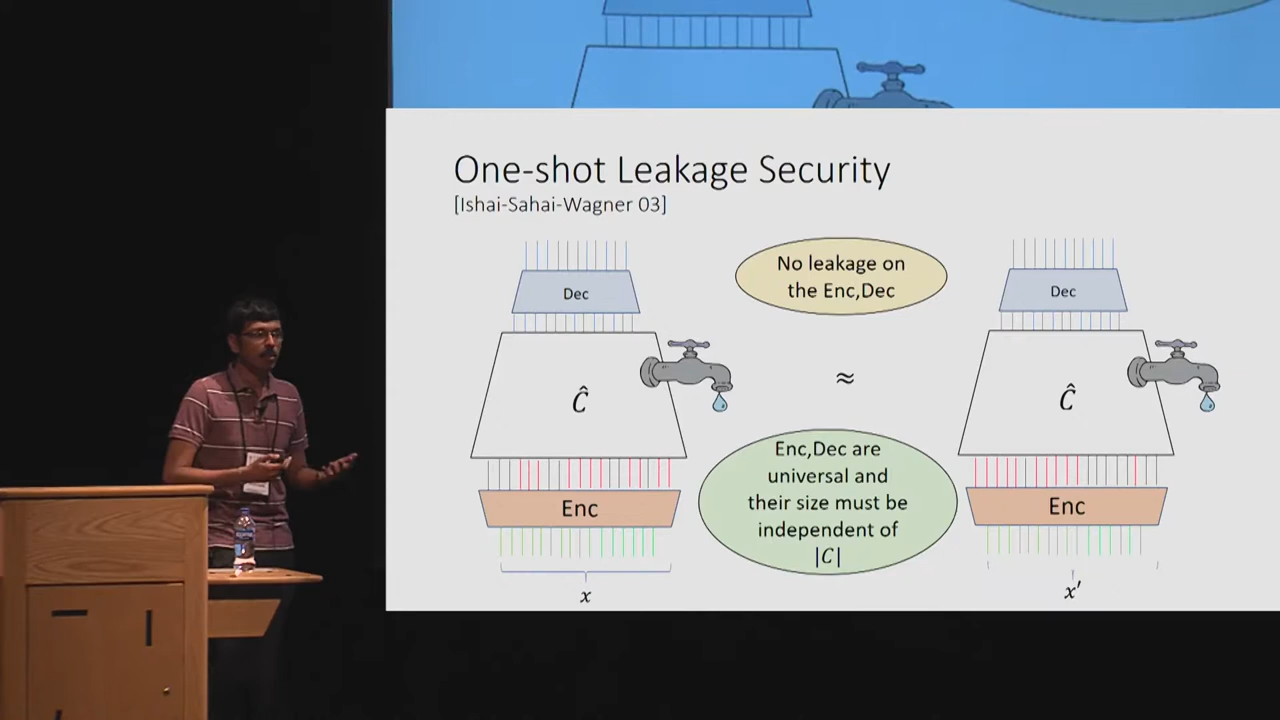 One-shot Leakage Security
[Ishai-Sahai-Wagner 03]
Dec
No leakage on
the Enc,Dec
Dec
Ĉ
≈
Ĉ
Enc,Dec are
universal and
their size must be
independent of
|C|
Enc
Enc
x
x′